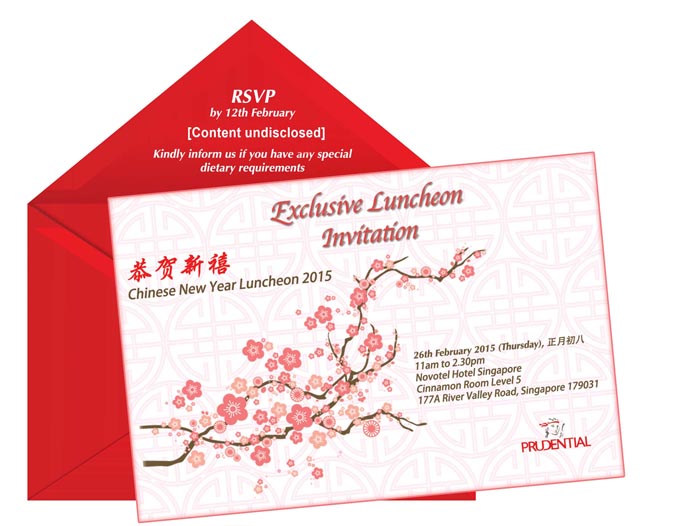 RSVP
by 12th February
[Content undisclosed]
Kindly inform us if you have any special
dietary requirements
Exclusive Luncheon
Invitation
恭贺新禧
Chinese New Year Luncheon 2015
26th February 2015 (Thursday), 正月初八
11am to 2.30pm
Novotel Hotel Singapore
Cinnamon Room Level 5
177A River Valley Road, Singapore 179031
PRUDENTIAL